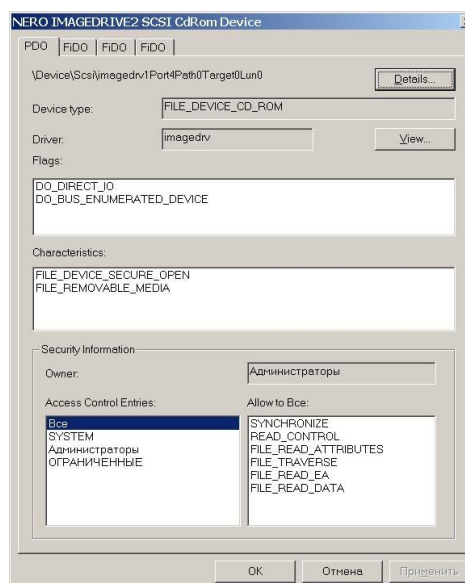 NERO IMAGEDRIVE2 SCSI CdRom Device
PDO FiDO FiDO FiDO
\Device\Scsi\imagedrv1Port4Path0Target0Lun0 Details...
Device type: FILE_DEVICE_CD_ROM
Driver: imagedrv View...
Flags:
DO_DIRECT_IO
DO_BUS_ENUMERATED_DEVICE
Characteristics:
FILE_DEVICE_SECURE_OPEN
FILE_REMOVABLE_MEDIA
Security Information
Owner: Администраторы
Access Control Entries: Allow to Все:
Все SYNCHRONIZE
SYSTEM READ_CONTROL
Администраторы FILE_READ_ATTRIBUTES
ОГРАНИЧЕННЫЕ FILE_TRAVERSE
FILE_READ_EA
FILE_READ_DATA
OK Отмена Применить